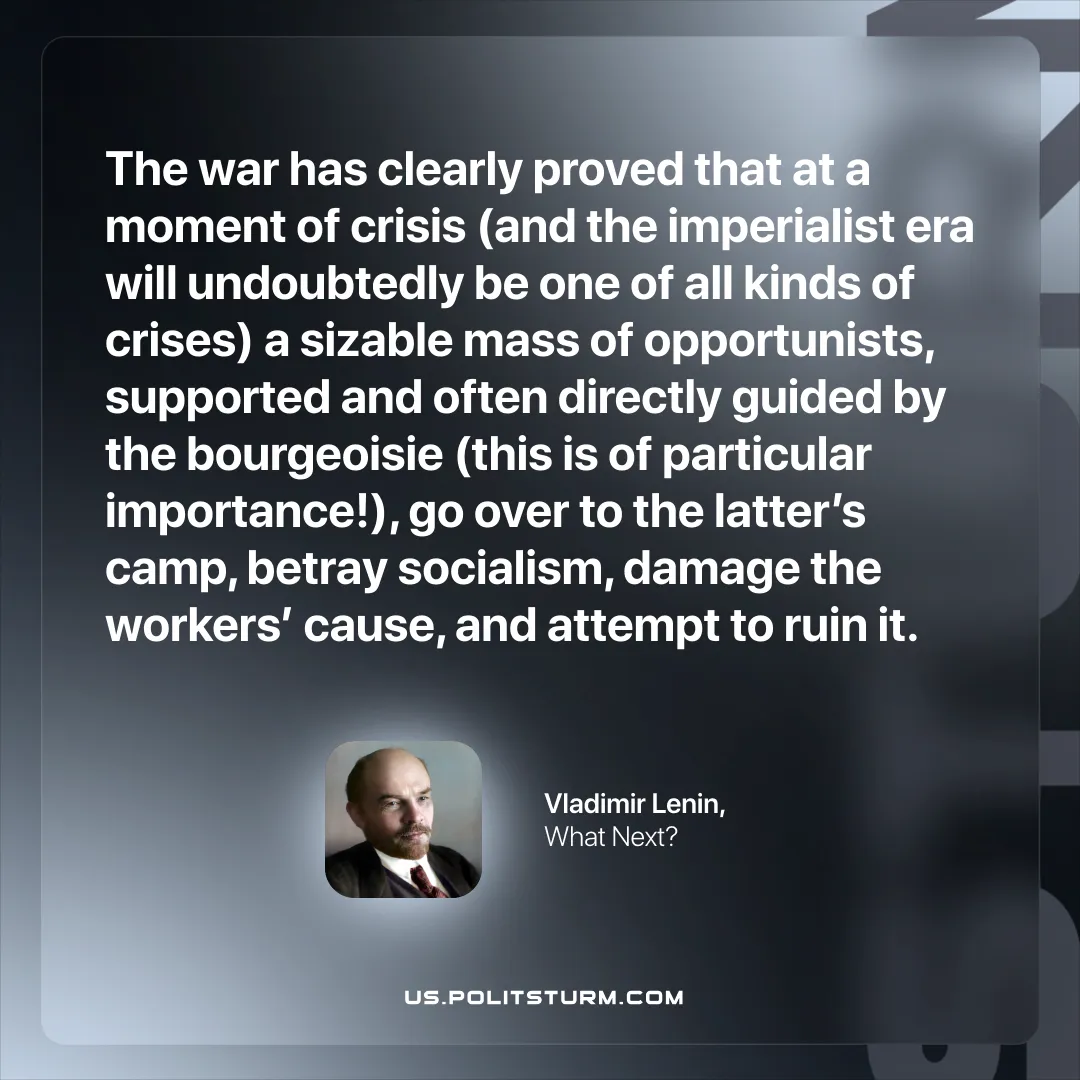 The war has clearly proved that at a
moment of crisis (and the imperialist era
will undoubtedly be one of all kinds of
crises) a sizable mass of opportunists,
supported and often directly guided by
the bourgeoisie (this is of particular
importance!), go over to the latter’s
camp, betray socialism, damage the
workers’ cause, and attempt to ruin it.
Vladimir Lenin,
What Next?
US.POLITSTURM.COM